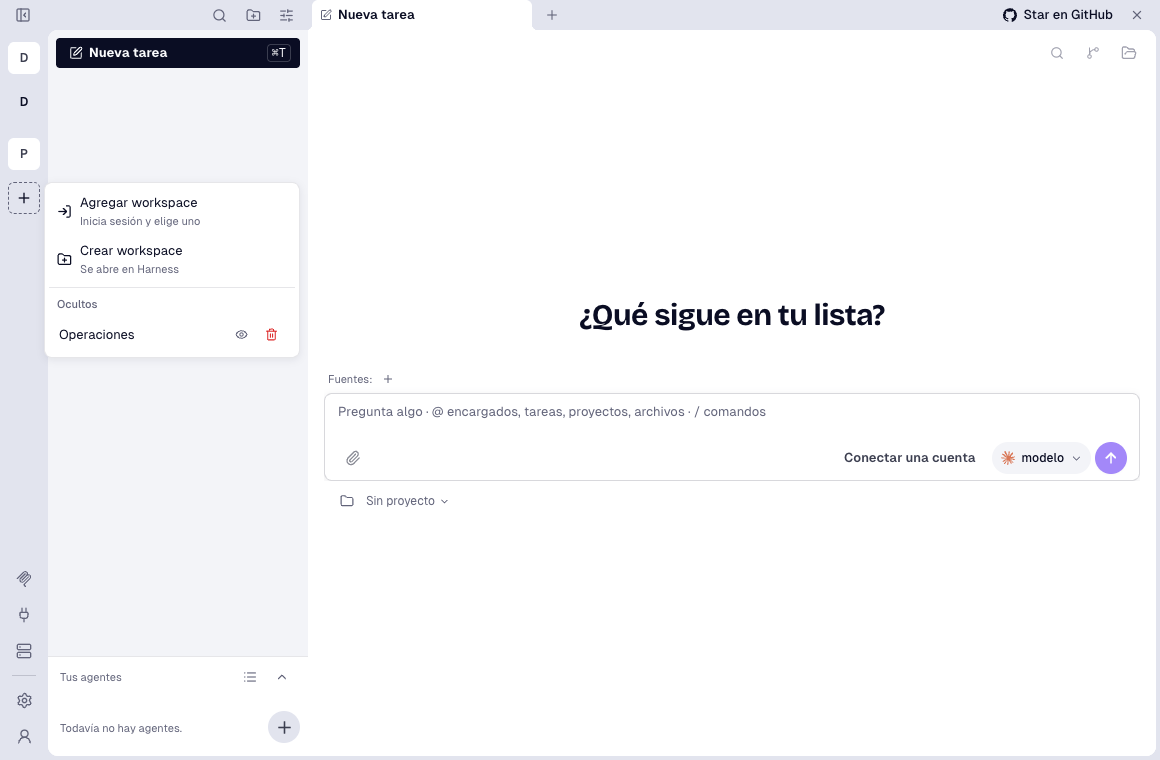 Nueva tarea
Star en GitHub
D
Nueva tarea
⌘T
D
P
Agregar workspace
Inicia sesión y elige uno
Crear workspace
Se abre en Harness
Ocultos
Operaciones
¿Qué sigue en tu lista?
Fuentes:
Pregunta algo · @ encargados, tareas, proyectos, archivos · / comandos
Conectar una cuenta
modelo
Sin proyecto
Tus agentes
Todavía no hay agentes.